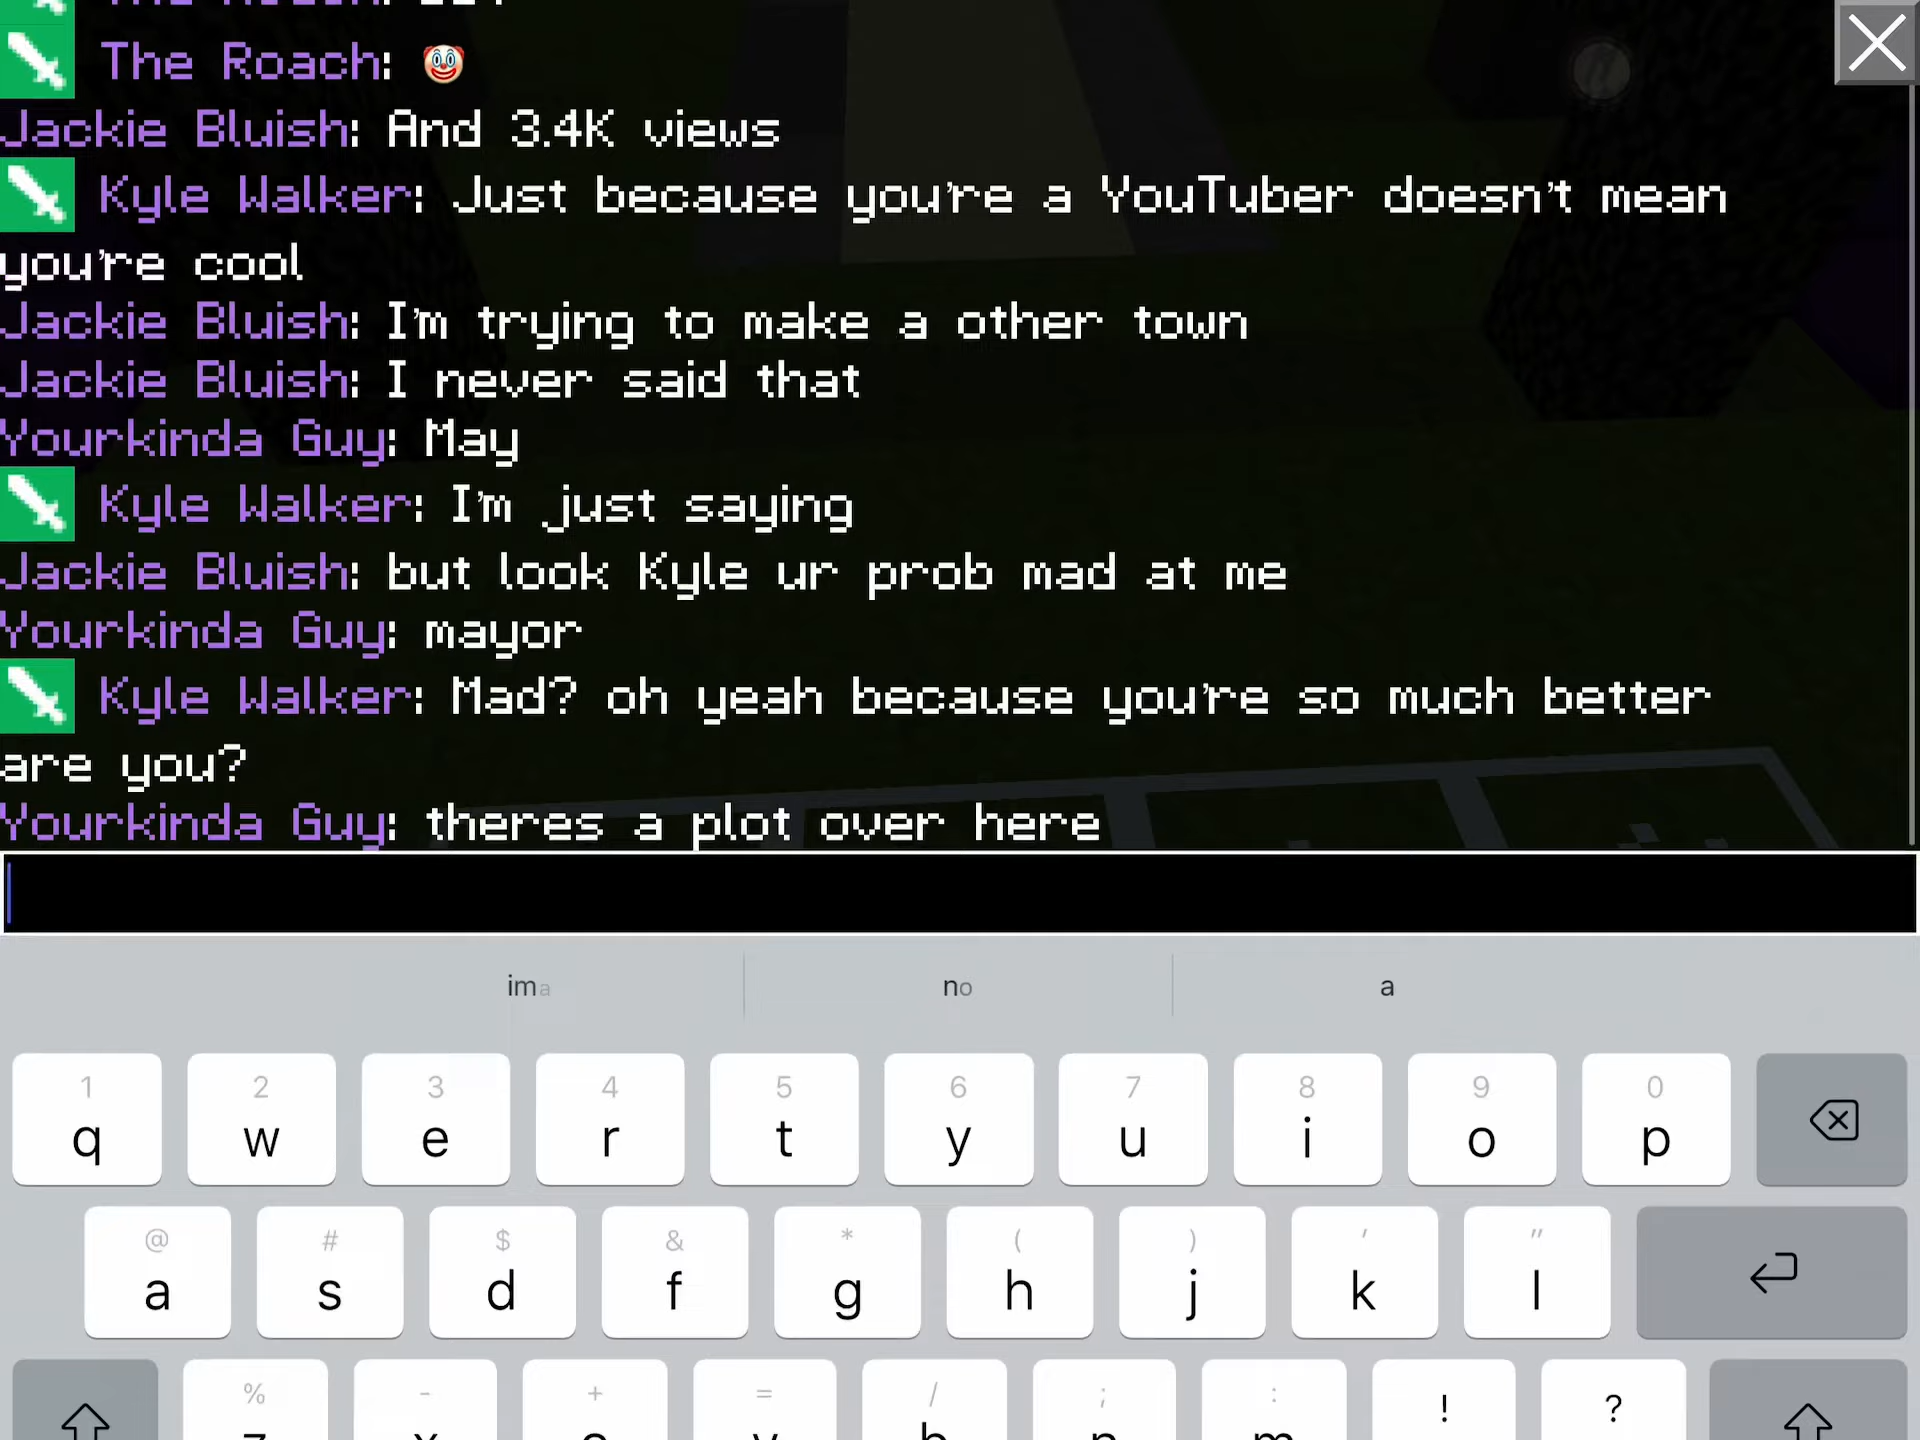 The Roach: 🤡
Jackie Bluish: And 3.4K views
Kyle Walker: Just because you're a YouTuber doesn't mean
you're cool
Jackie Bluish: I'm trying to make a other town
Jackie Bluish: I never said that
Yourkinda Guy: May
Kyle Walker: I'm just saying
Jackie Bluish: but look Kyle ur prob mad at me
Yourkinda Guy: mayor
Kyle Walker: Mad? oh yeah because you're so much better
are you?
Yourkinda Guy: theres a plot over here
ima no a
1 2 3 4 5 6 7 8 9 0
q w e r t y u i o p
@ # $ & * ( ) ' "
a s d f g h j k l
% - + = / ; : ! ?